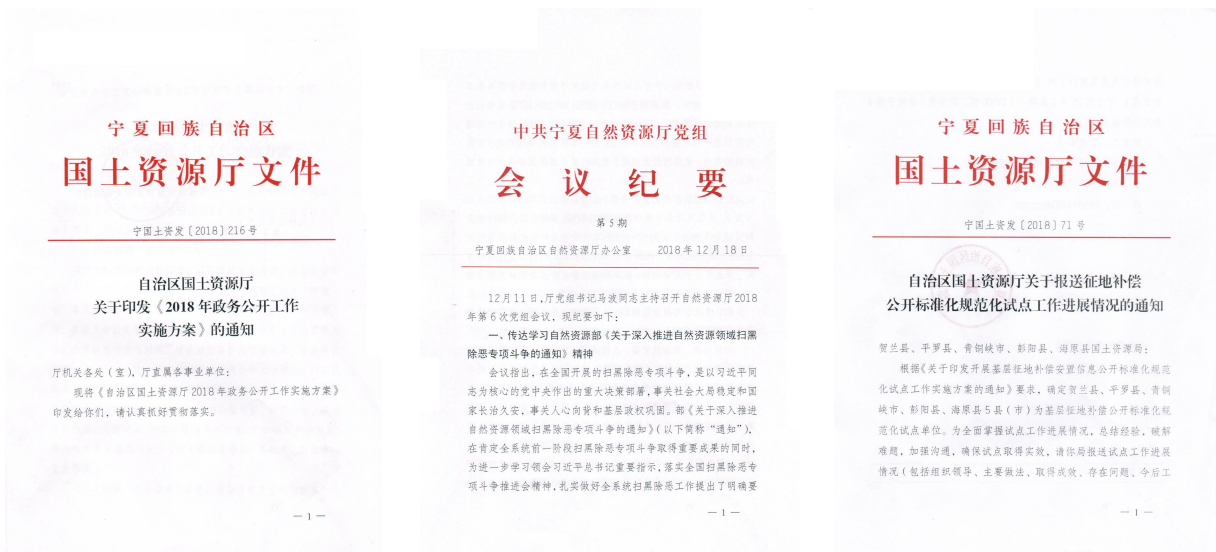 宁夏回族自治区
国土资源厅文件
宁国土资发〔2018〕216号
自治区国土资源厅
关于印发《2018年政务公开工作
实施方案》的通知
厅机关各处（室），厅直属各事业单位：
现将《自治区国土资源厅2018年政务公开工作实施方案》
印发给你们，请认真抓好贯彻落实。
—1—
中共宁夏自然资源厅党组
会议纪要
第5期
宁夏回族自治区自然资源厅办公室 2018年12月18日
12月11日，厅党组书记马波同志主持召开自然资源厅2018
年第6次党组会议，现纪要如下：
一、传达学习自然资源部《关于深入推进自然资源领域扫黑
除恶专项斗争的通知》精神
会议指出，在全国开展的扫黑除恶专项斗争，是以习近平同
志为核心的党中央作出的重大决策部署，事关社会大局稳定和国
家长治久安，事关人心向背和基层政权巩固。部《关于深入推进
自然资源领域扫黑除恶专项斗争的通知》（以下简称“通知”），
在肯定全系统前一阶段扫黑除恶专项斗争取得重要成果的同时，
为进一步学习领会习近平总书记重要指示，落实全国扫黑除恶专
项斗争推进会精神，扎实做好全系统扫黑除恶工作提出了明确要
—1—
宁夏回族自治区
国土资源厅文件
宁国土资发〔2018〕71号
自治区国土资源厅关于报送征地补偿
公开标准化规范化试点工作进展情况的通知
贺兰县、平罗县、青铜峡市、彭阳县、海原县国土资源局：
根据《关于印发开展基层征地补偿安置信息公开标准化规范
化试点工作实施方案的通知》要求，确定贺兰县、平罗县、青铜
峡市、彭阳县、海原县5县（市）为基层征地补偿公开标准化规
范化试点单位。为全面掌握试点工作进展情况，总结经验，破解
难题，加强沟通，确保试点取得实效，请你局报送试点工作进展
情况（包括组织领导、主要做法、取得成效、存在问题、今后工
—1—